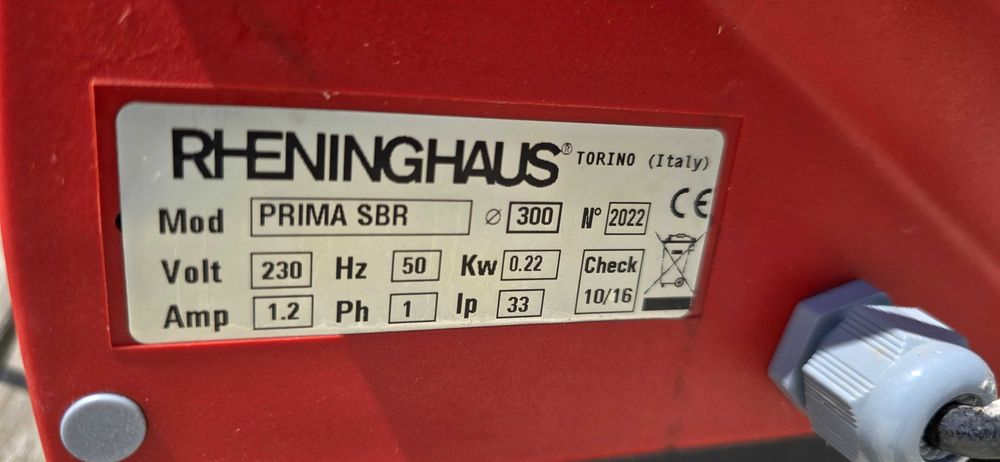 RHENINGHAUS® TORINO (Italy)
Mod PRIMA SBR ⌀ 300 N° 2022 CE
Volt 230 Hz 50 Kw 0.22 Check
Amp 1.2 Ph 1 Ip 33 10/16